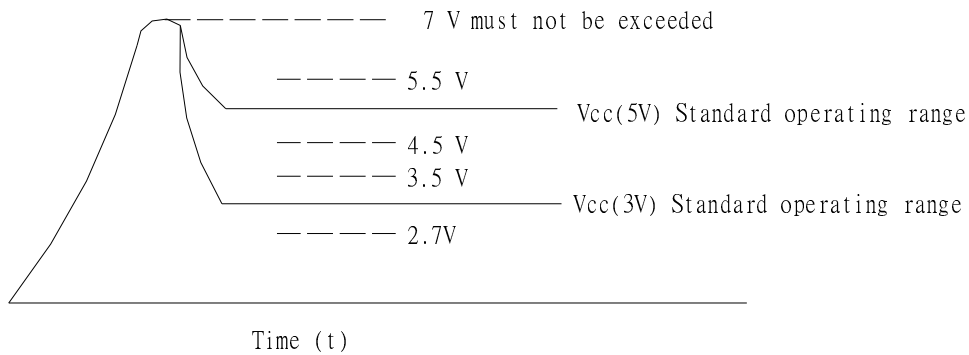 7 V must not be exceeded
5.5 V
Vcc(5V) Standard operating range
4.5 V
3.5 V
Vcc(3V) Standard operating range
2.7V
Time (t)